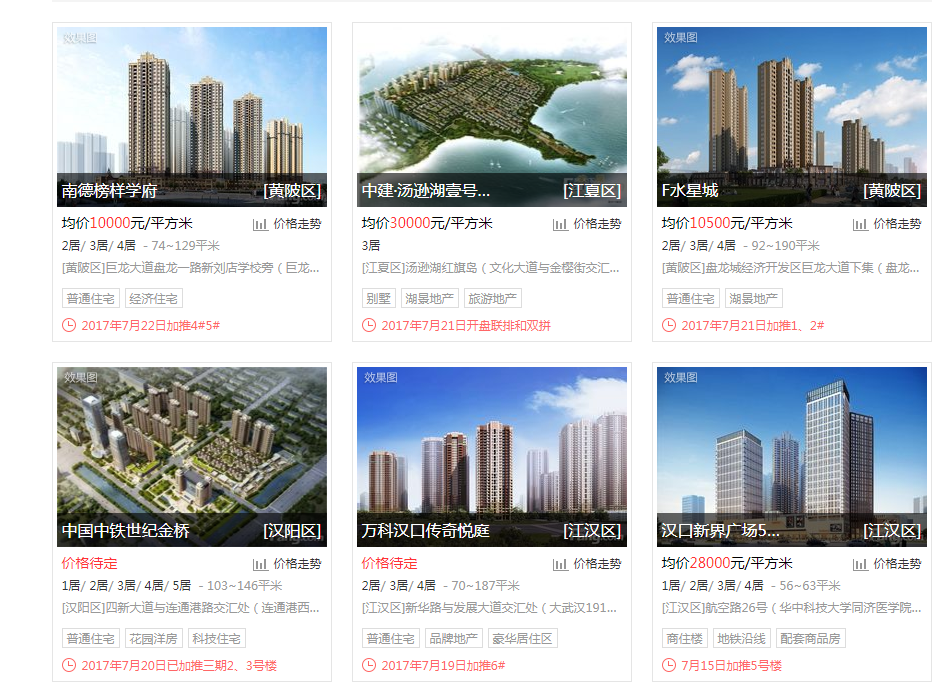 效果图
南德榜样学府 [黄陂区]
均价10000元/平方米 价格走势
2居/ 3居/ 4居 - 74~129平米
[黄陂区]巨龙大道盘龙一路新刘店学校旁（巨龙...
普通住宅 经济住宅
2017年7月22日加推4#5#
中建·汤逊湖壹号... [江夏区]
均价30000元/平方米 价格走势
3居
[江夏区]汤逊湖红旗岛（文化大道与金樱街交汇...
别墅 湖景地产 旅游地产
2017年7月21日开盘联排和双拼
效果图
F水星城 [黄陂区]
均价10500元/平方米 价格走势
2居/ 3居/ 4居 - 92~190平米
[黄陂区]盘龙城经济开发区巨龙大道下集（盘龙...
普通住宅 湖景地产
2017年7月21日加推1、2#
效果图
中国中铁世纪金桥 [汉阳区]
价格待定 价格走势
1居/ 2居/ 3居/ 4居/ 5居 - 103~146平米
[汉阳区]四新大道与连通港路交汇处（连通港西...
普通住宅 花园洋房 科技住宅
2017年7月20日已加推三期2、3号楼
效果图
万科汉口传奇悦庭 [江汉区]
价格待定 价格走势
2居/ 3居/ 4居 - 70~187平米
[江汉区]新华路与发展大道交汇处（大武汉191...
普通住宅 品牌地产 豪华居住区
2017年7月19日加推6#
效果图
汉口新界广场5... [江汉区]
均价28000元/平方米 价格走势
1居/ 2居/ 3居/ 4居 - 56~63平米
[江汉区]航空路26号（华中科技大学同济医学院...
商住楼 地铁沿线 配套商品房
7月15日加推5号楼